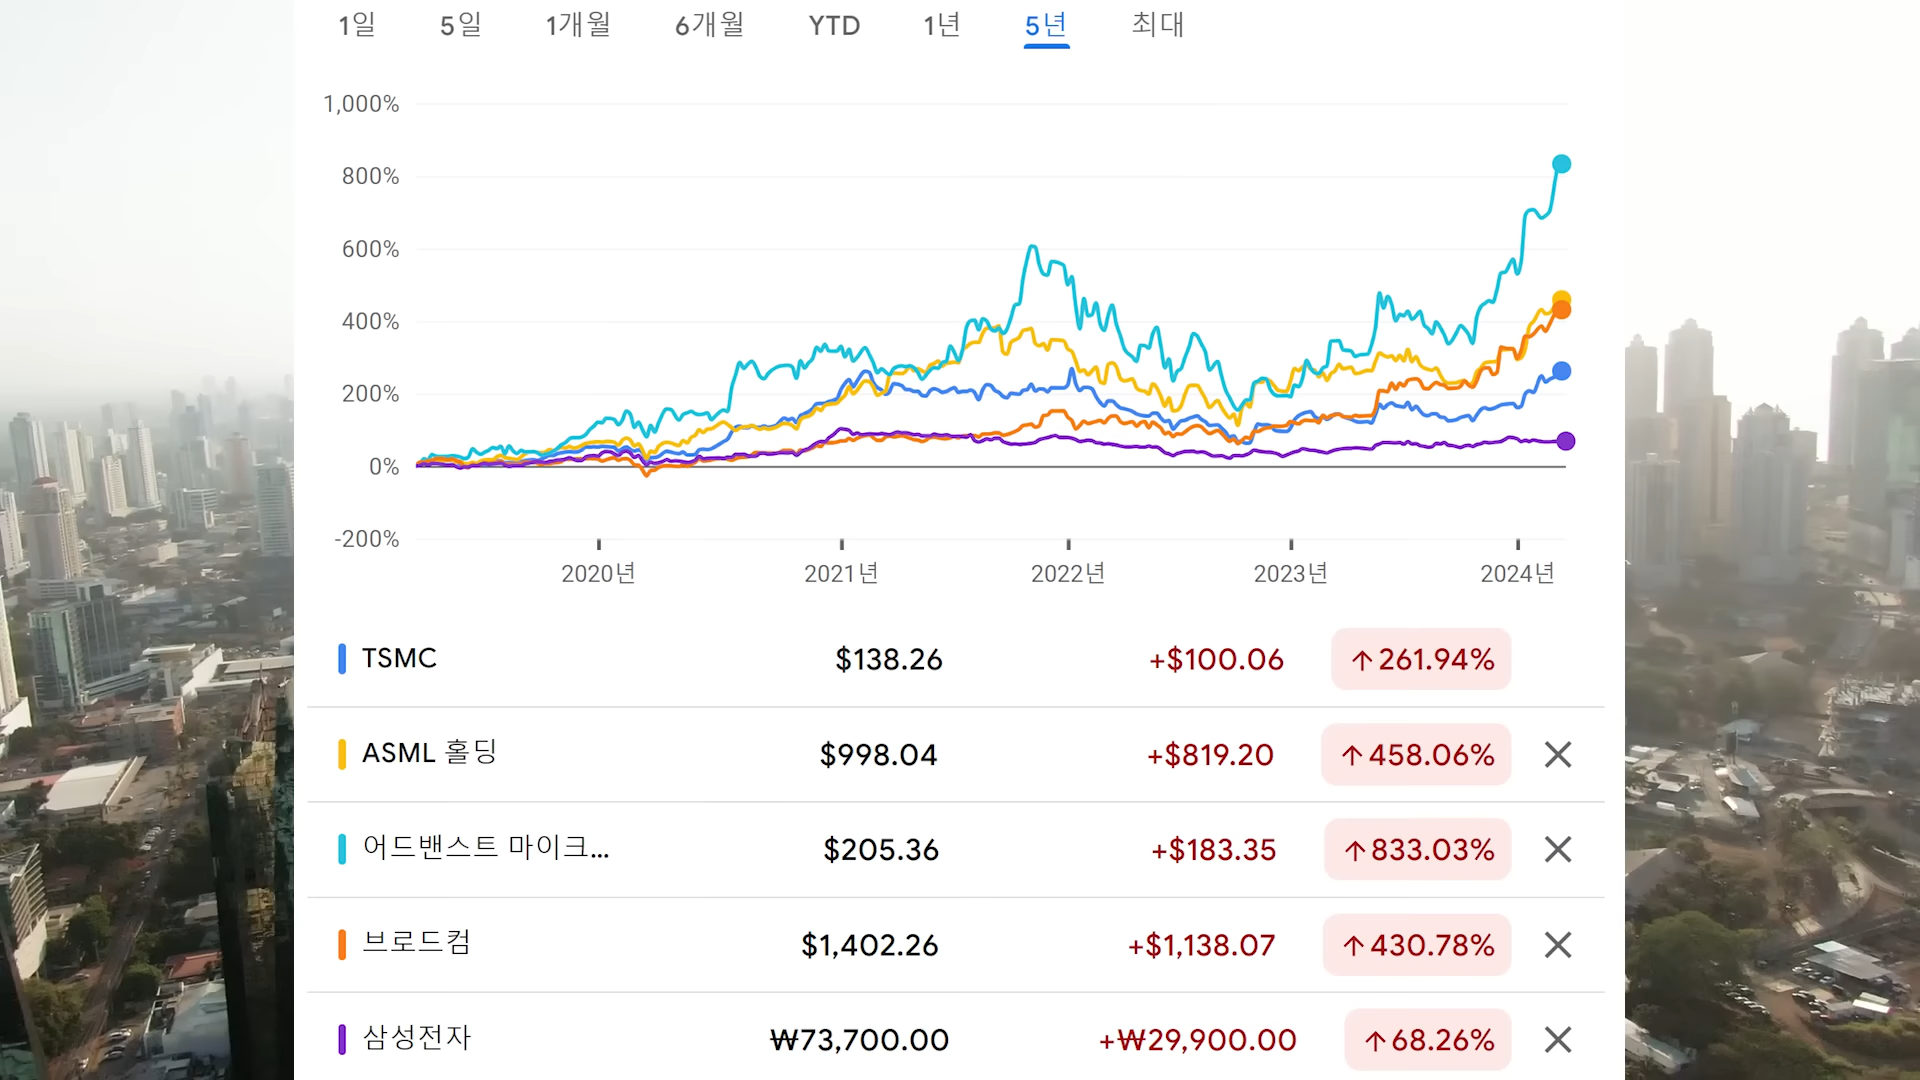 1일 5일 1개월 6개월 YTD 1년 5년 최대
1,000%
800%
600%
400%
200%
0%
-200%
2020년 2021년 2022년 2023년 2024년
TSMC $138.26 +$100.06 ↑261.94%
ASML 홀딩 $998.04 +$819.20 ↑458.06%
어드밴스트 마이크... $205.36 +$183.35 ↑833.03%
브로드컴 $1,402.26 +$1,138.07 ↑430.78%
삼성전자 ₩73,700.00 +₩29,900.00 ↑68.26%